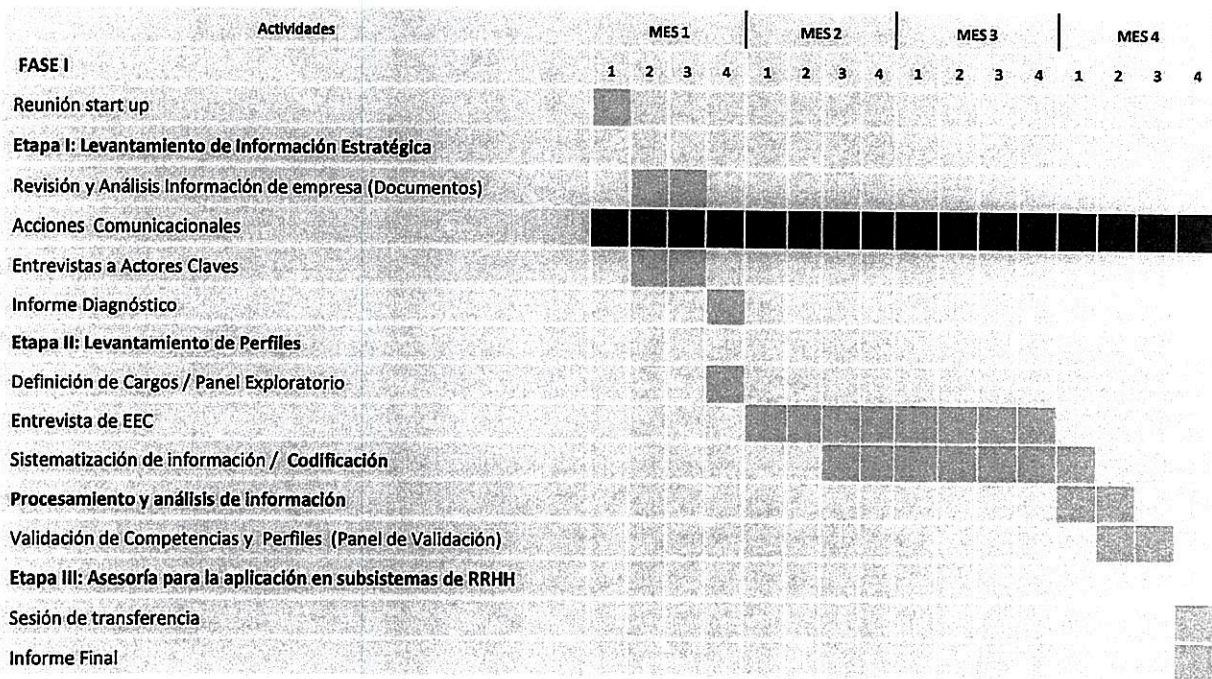 Actividades MES 1 MES 2 MES 3 MES 4
FASE I 1 2 3 4 1 2 3 4 1 2 3 4 1 2 3 4
Reunión start up
Etapa I: Levantamiento de Información Estratégica
Revisión y Análisis Información de empresa (Documentos)
Acciones Comunicacionales
Entrevistas a Actores Claves
Informe Diagnóstico
Etapa II: Levantamiento de Perfiles
Definición de Cargos / Panel Exploratorio
Entrevista de EEC
Sistematización de información / Codificación
Procesamiento y análisis de información
Validación de Competencias y Perfiles (Panel de Validación)
Etapa III: Asesoría para la aplicación en subsistemas de RRHH
Sesión de transferencia
Informe Final